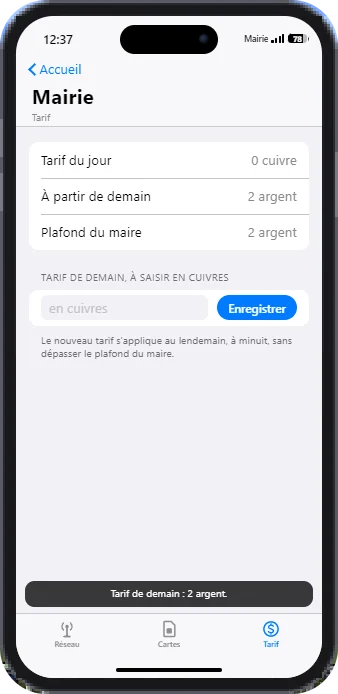 12:37
Mairie
78
Accueil
Mairie
Tarif
Tarif du jour
0 cuivre
À partir de demain
2 argent
Plafond du maire
2 argent
TARIF DE DEMAIN, À SAISIR EN CUIVRES
en cuivres
Enregistrer
Le nouveau tarif s'applique au lendemain, à minuit, sans
dépasser le plafond du maire.
Tarif de demain : 2 argent.
Réseau
Cartes
Tarif